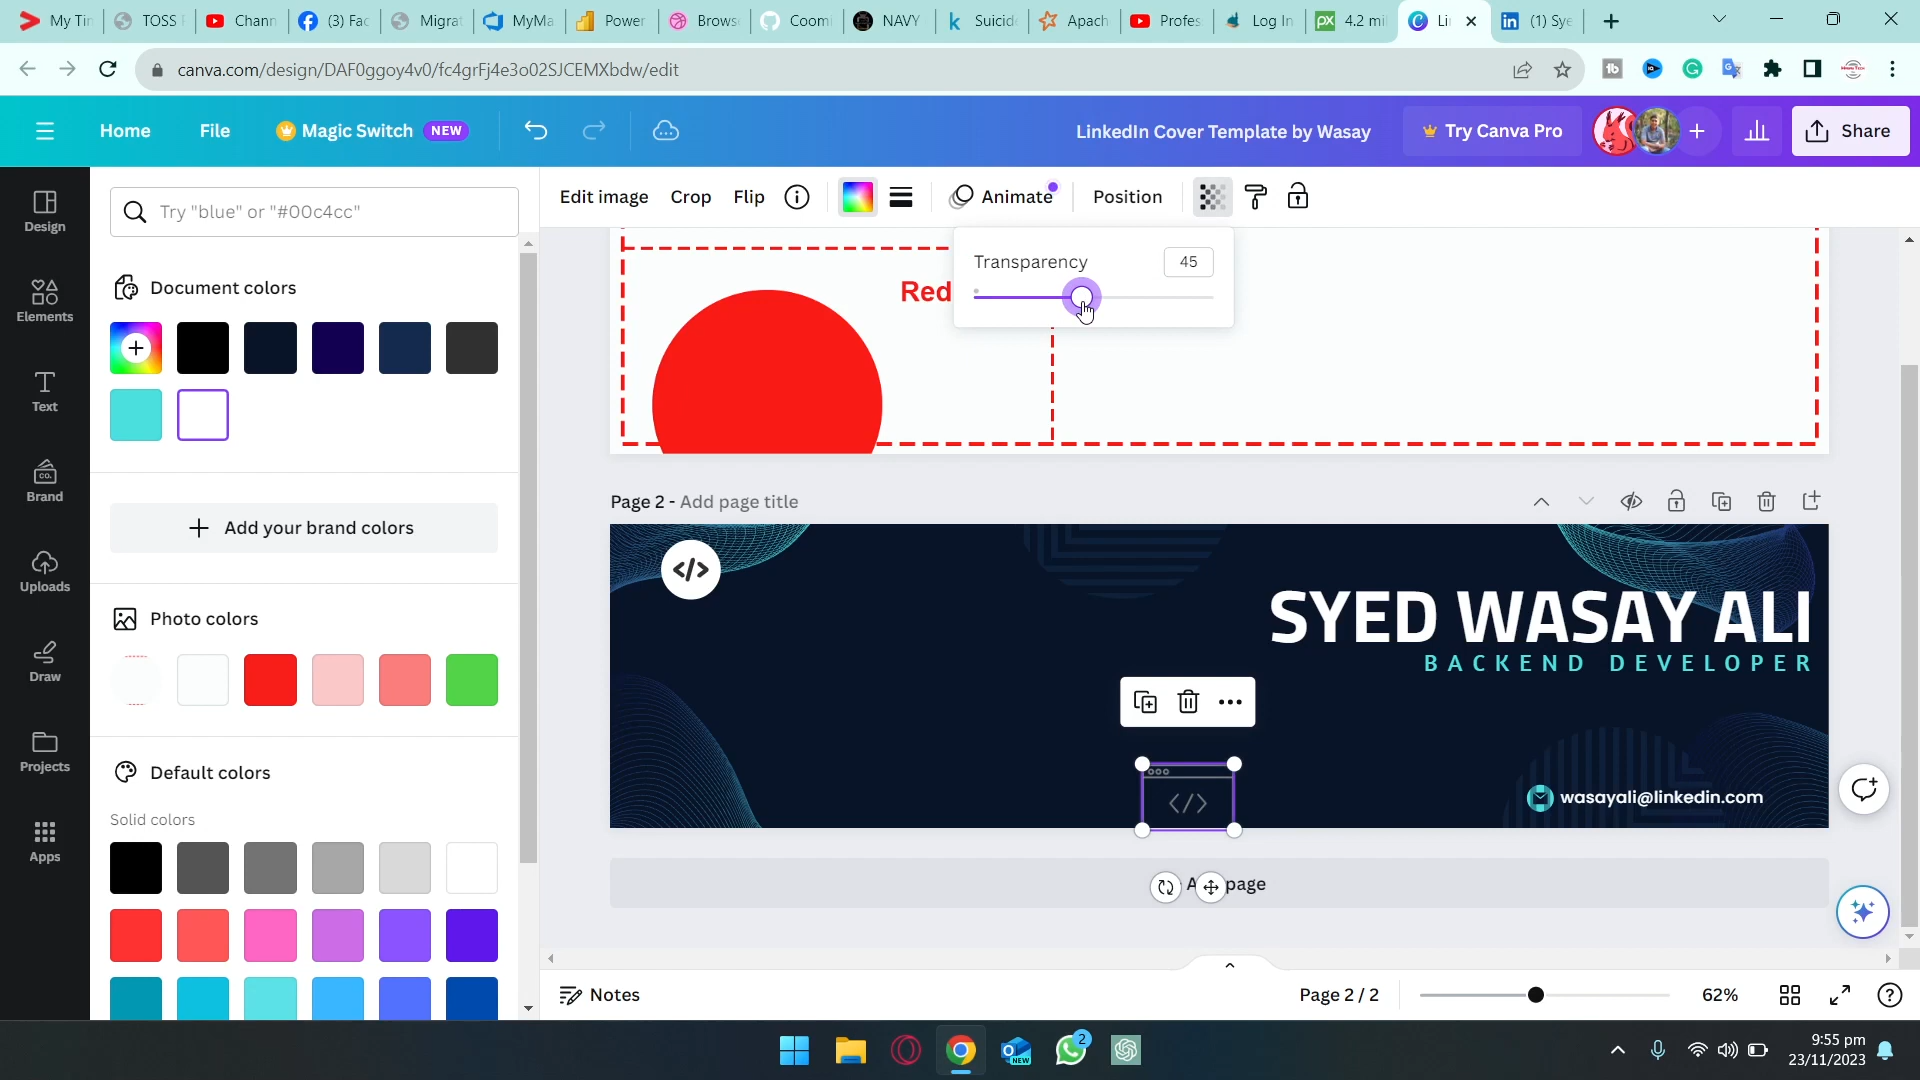 My Tir
TOSS F
Chann
(3) Fac
Migrat
MyMa
Power
Brows
Coomi
NAVY
Suicid
Apach
Profes
Log In
4.2 mil
Li
(1) Sye
canva.com/design/DAF0ggoy4v0/fc4grFj4e3o02SJCEMXbdw/edit
Home
File
Magic Switch NEW
LinkedIn Cover Template by Wasay
Try Canva Pro
Share
Design
Elements
Text
Brand
Uploads
Draw
Projects
Apps
Try "blue" or "#00c4cc"
Document colors
Add your brand colors
Photo colors
Default colors
Solid colors
Edit image
Crop
Flip
Animate
Position
Transparency
45
Red
Page 2 - Add page title
</>
SYED WASAY ALI
BACKEND DEVELOPER
</>
wasayali@linkedin.com
page
Notes
Page 2 / 2
62%
NEW
2
9:55 pm
23/11/2023